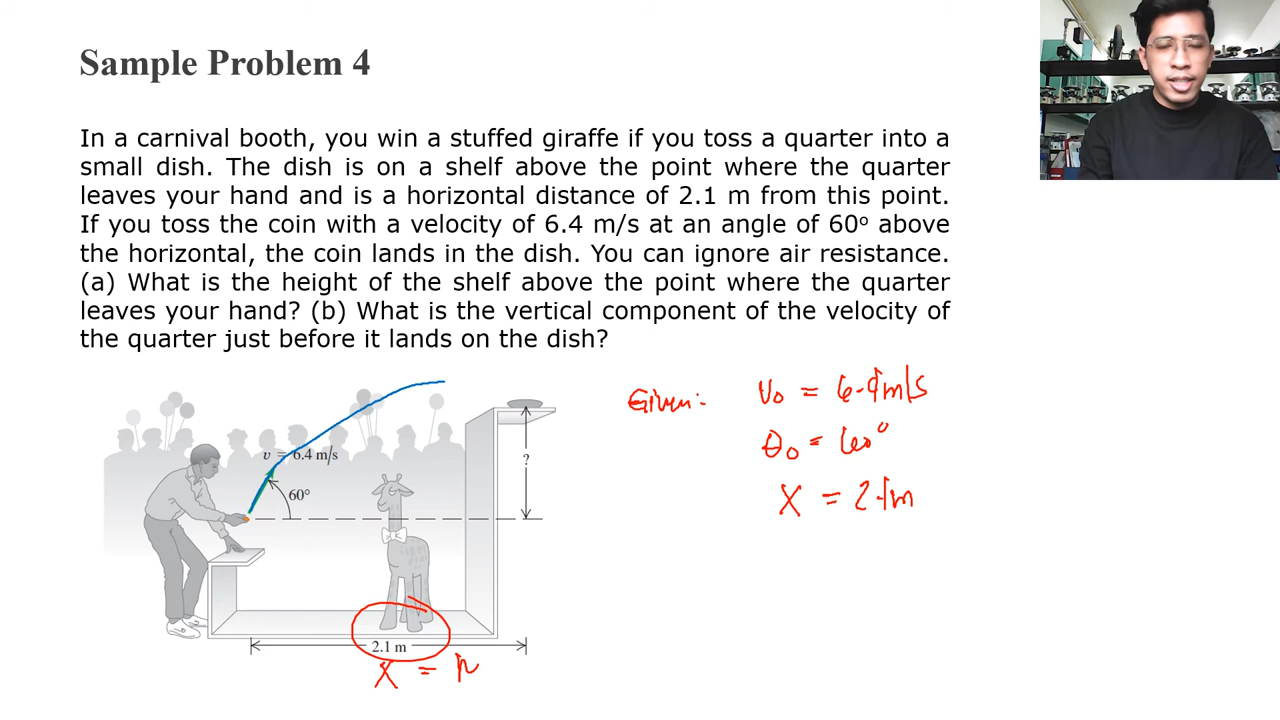 Sample Problem 4
In a carnival booth, you win a stuffed giraffe if you toss a quarter into a
small dish. The dish is on a shelf above the point where the quarter
leaves your hand and is a horizontal distance of 2.1 m from this point.
If you toss the coin with a velocity of 6.4 m/s at an angle of 60º above
the horizontal, the coin lands in the dish. You can ignore air resistance.
(a) What is the height of the shelf above the point where the quarter
leaves your hand? (b) What is the vertical component of the velocity of
the quarter just before it lands on the dish?
Given: v₀ = 6.4 m/s
θ₀ = 60°
x = 2.1 m
v = 6.4 m/s
?
60°
2.1 m
x = R